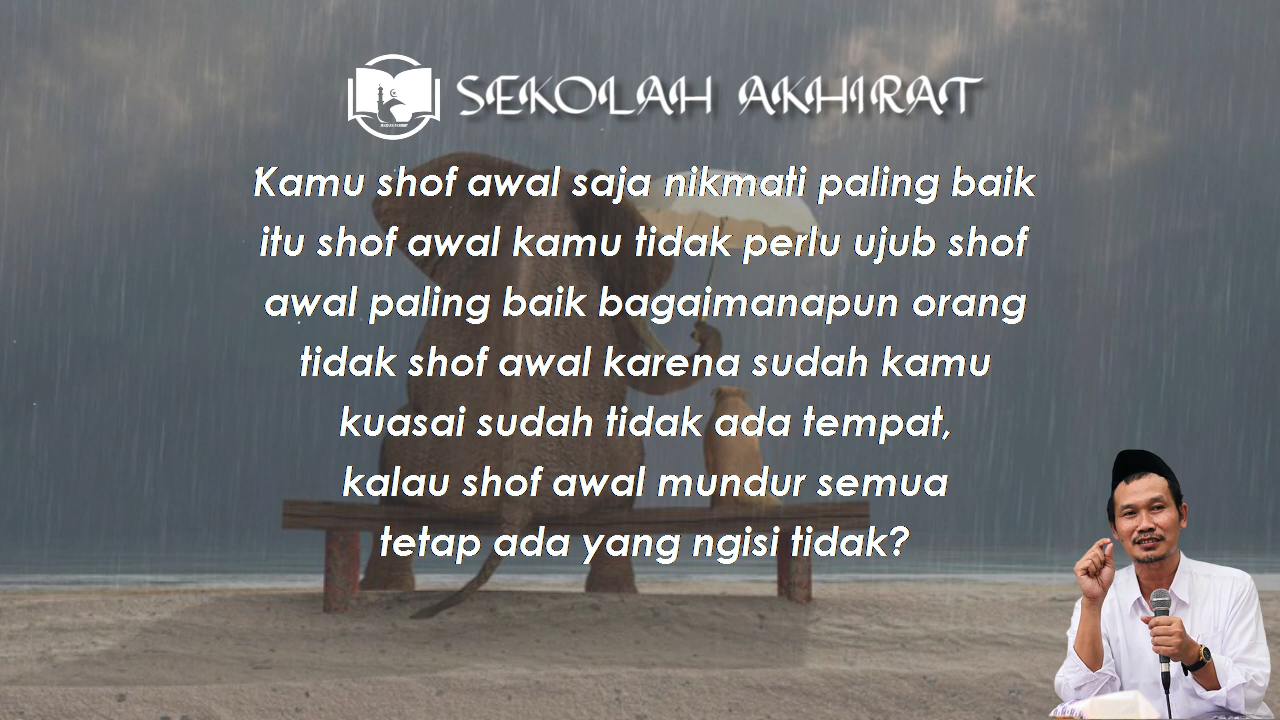 SEKOLAH AKHIRAT
Kamu shof awal saja nikmati paling baik
itu shof awal kamu tidak perlu ujub shof
awal paling baik bagaimanapun orang
tidak shof awal karena sudah kamu
kuasai sudah tidak ada tempat,
kalau shof awal mundur semua
tetap ada yang ngisi tidak?